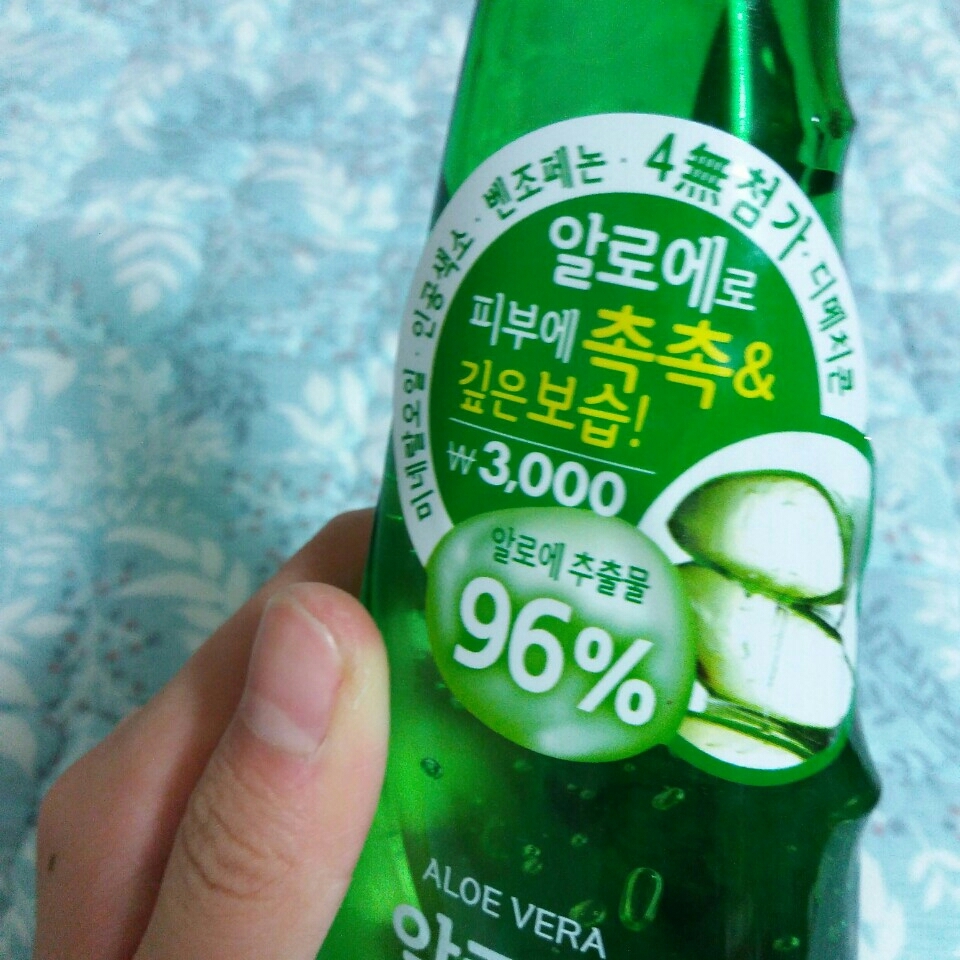 미네랄오일 · 인공색소 · 벤조페논 · 4無첨가 · 디메치콘
알로에로
피부에 촉촉&
깊은보습!
₩3,000
알로에 추출물
96%
ALOE VERA